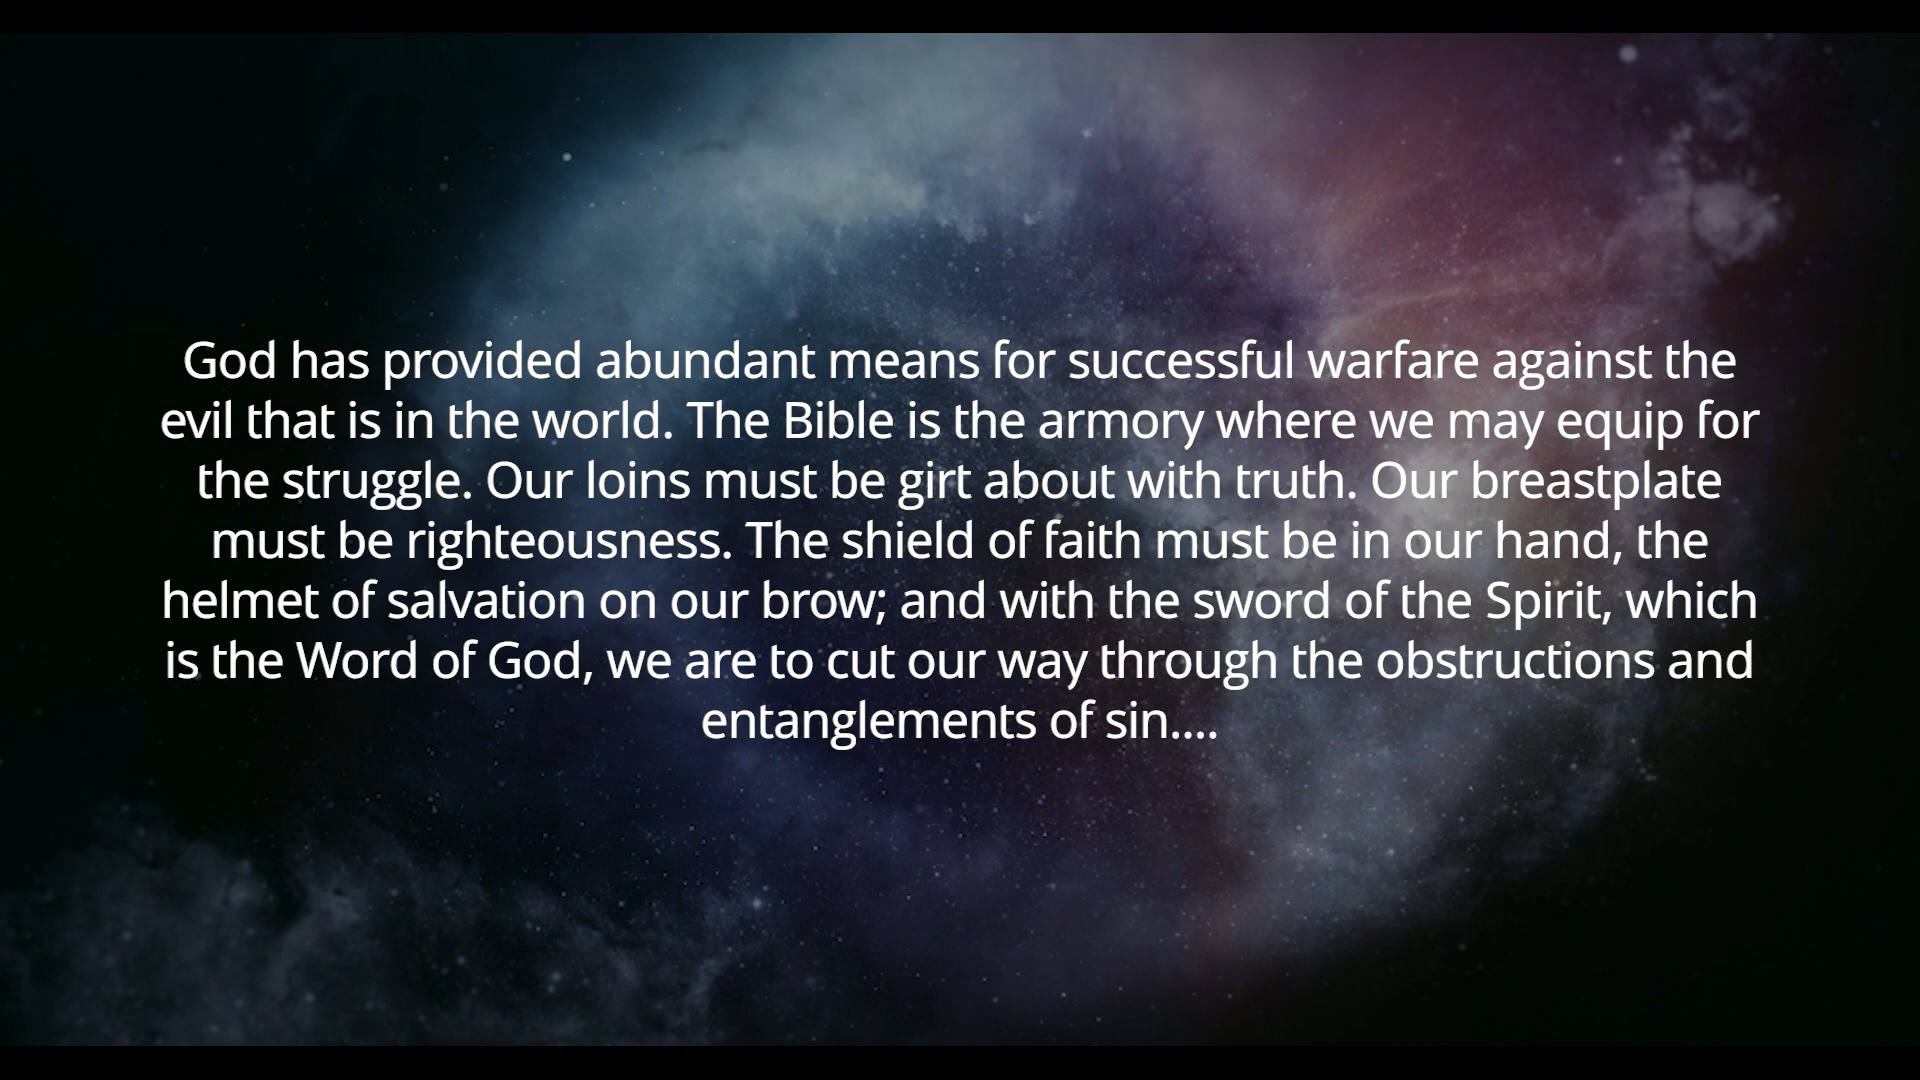 God has provided abundant means for successful warfare against the
evil that is in the world. The Bible is the armory where we may equip for
the struggle. Our loins must be girt about with truth. Our breastplate
must be righteousness. The shield of faith must be in our hand, the
helmet of salvation on our brow; and with the sword of the Spirit, which
is the Word of God, we are to cut our way through the obstructions and
entanglements of sin....